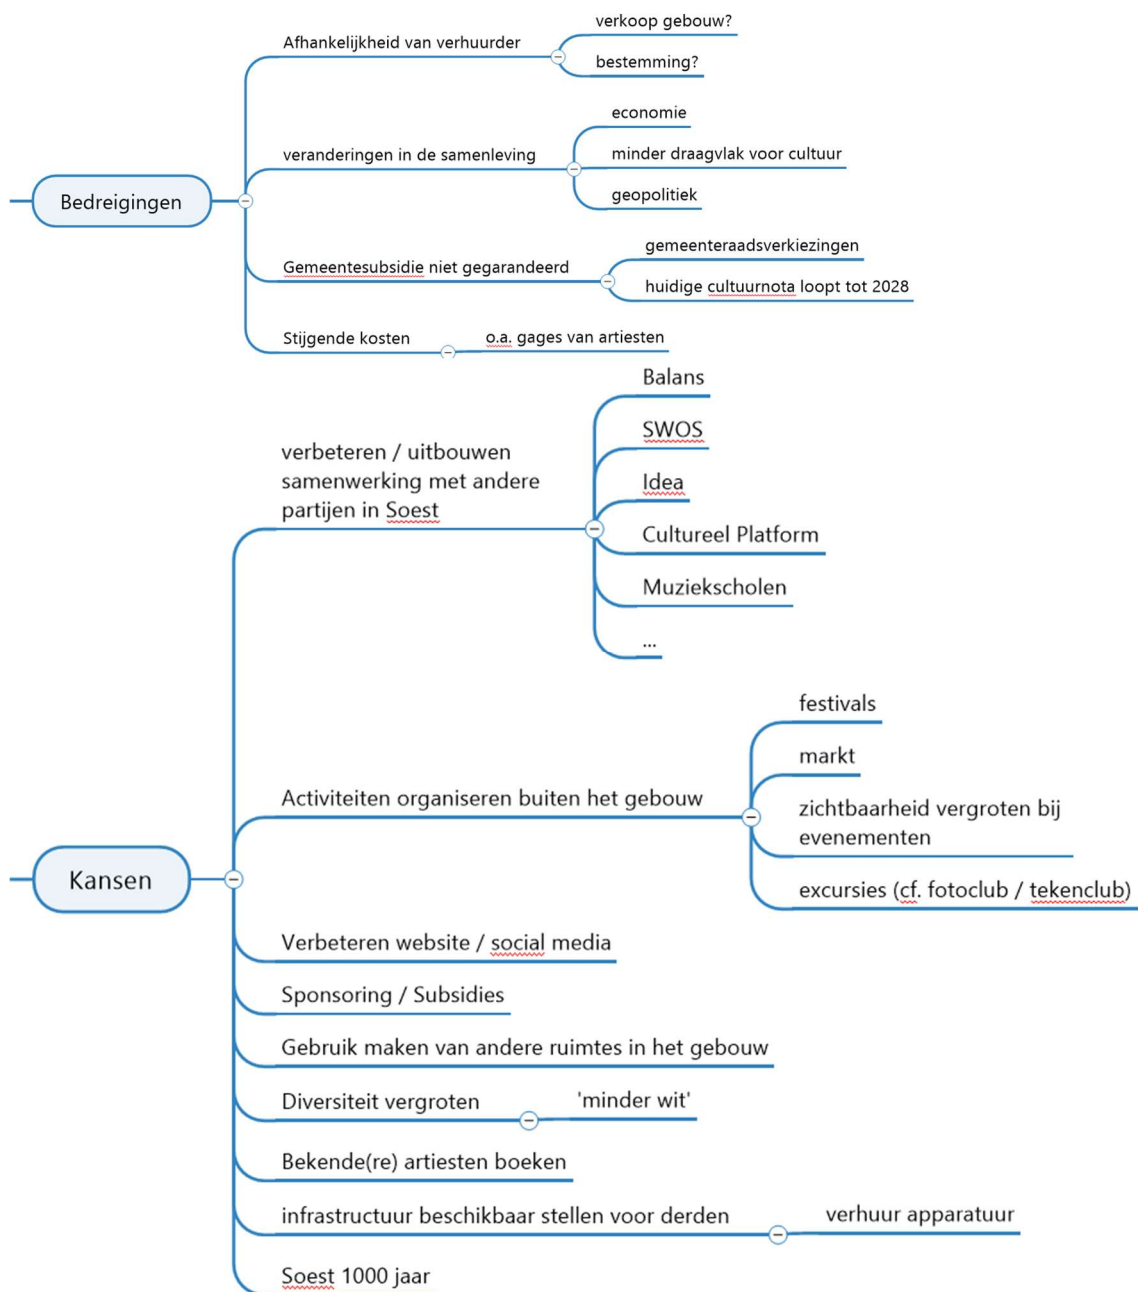 Bedreigingen
Afhankelijkheid van verhuurder
verkoop gebouw?
bestemming?
veranderingen in de samenleving
economie
minder draagvlak voor cultuur
geopolitiek
Gemeentesubsidie niet gegarandeerd
gemeenteraadsverkiezingen
huidige cultuurnota loopt tot 2028
Stijgende kosten
o.a. gages van artiesten
Kansen
verbeteren / uitbouwen
samenwerking met andere
partijen in Soest
Balans
SWOS
Idea
Cultureel Platform
Muziekscholen
...
Activiteiten organiseren buiten het gebouw
festivals
markt
zichtbaarheid vergroten bij
evenementen
excursies (cf. fotoclub / tekenclub)
Verbeteren website / social media
Sponsoring / Subsidies
Gebruik maken van andere ruimtes in het gebouw
Diversiteit vergroten
'minder wit'
Bekende(re) artiesten boeken
infrastructuur beschikbaar stellen voor derden
verhuur apparatuur
Soest 1000 jaar